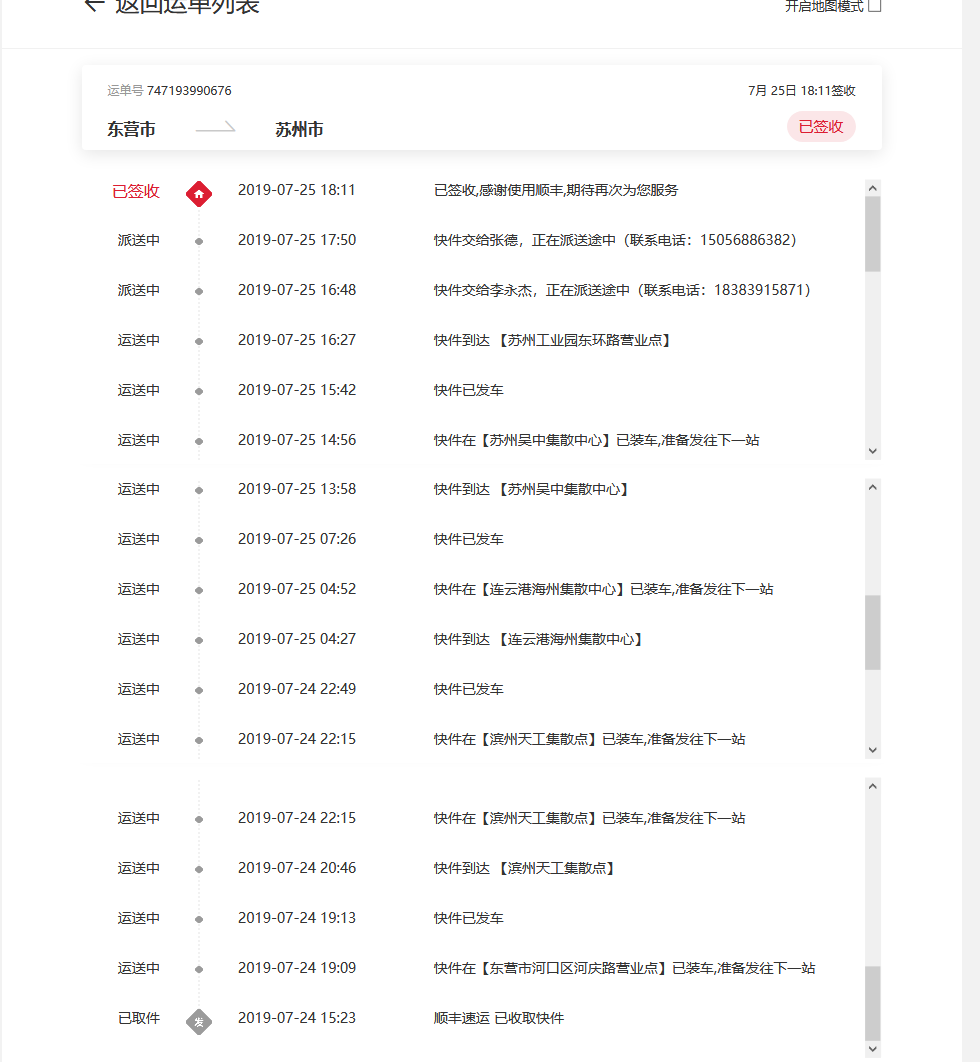 返回运单列表
开启地图模式
运单号 747193990676
7月 25日 18:11签收
东营市
苏州市
已签收
已签收 2019-07-25 18:11 已签收,感谢使用顺丰,期待再次为您服务
派送中 2019-07-25 17:50 快件交给张德，正在派送途中（联系电话：15056886382）
派送中 2019-07-25 16:48 快件交给李永杰，正在派送途中（联系电话：18383915871）
运送中 2019-07-25 16:27 快件到达 【苏州工业园东环路营业点】
运送中 2019-07-25 15:42 快件已发车
运送中 2019-07-25 14:56 快件在【苏州吴中集散中心】已装车,准备发往下一站
运送中 2019-07-25 13:58 快件到达 【苏州吴中集散中心】
运送中 2019-07-25 07:26 快件已发车
运送中 2019-07-25 04:52 快件在【连云港海州集散中心】已装车,准备发往下一站
运送中 2019-07-25 04:27 快件到达 【连云港海州集散中心】
运送中 2019-07-24 22:49 快件已发车
运送中 2019-07-24 22:15 快件在【滨州天工集散点】已装车,准备发往下一站
运送中 2019-07-24 22:15 快件在【滨州天工集散点】已装车,准备发往下一站
运送中 2019-07-24 20:46 快件到达 【滨州天工集散点】
运送中 2019-07-24 19:13 快件已发车
运送中 2019-07-24 19:09 快件在【东营市河口区河庆路营业点】已装车,准备发往下一站
已取件 发 2019-07-24 15:23 顺丰速运 已收取快件